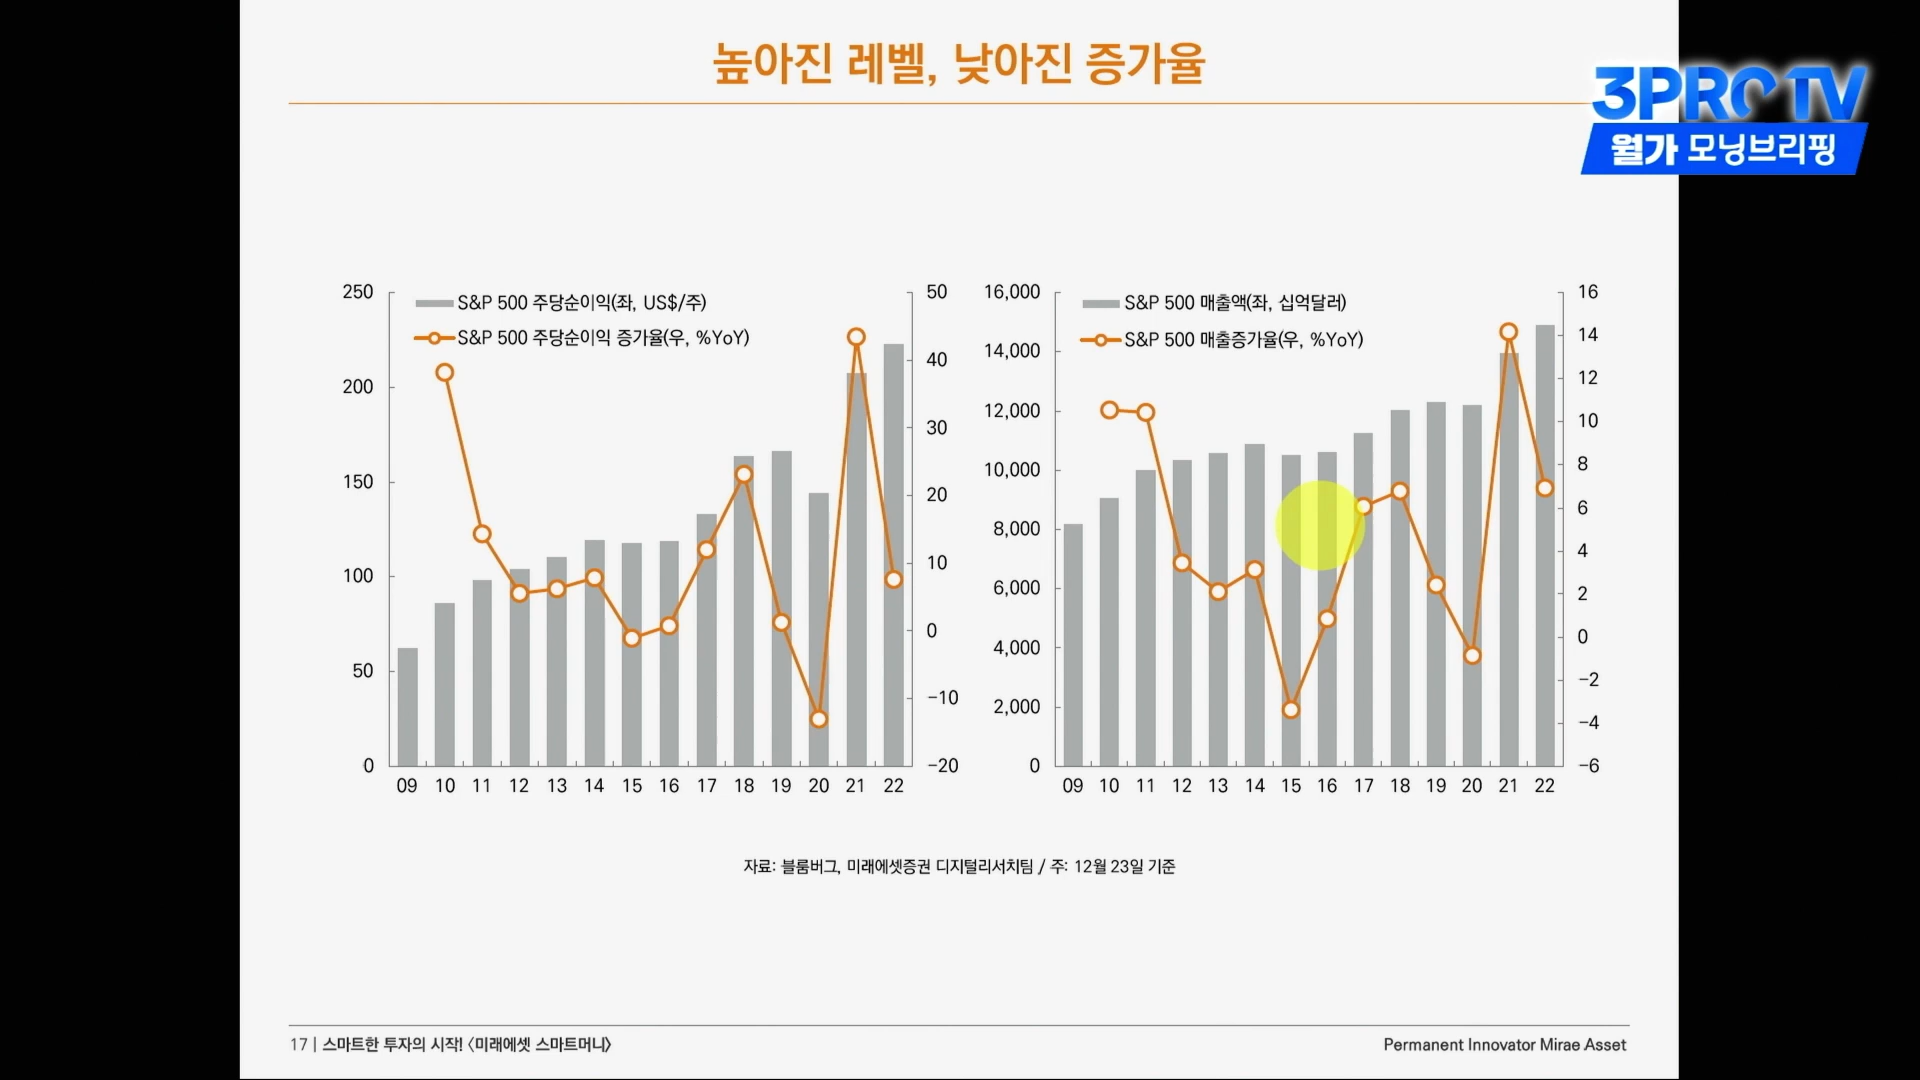 높아진 레벨, 낮아진 증가율
3PRO TV
월가 모닝브리핑
S&P 500 주당순이익(좌, US$/주)
S&P 500 주당순이익 증가율(우, %YoY)
250
200
150
100
50
0
50
40
30
20
10
0
−10
−20
09 10 11 12 13 14 15 16 17 18 19 20 21 22
S&P 500 매출액(좌, 십억달러)
S&P 500 매출증가율(우, %YoY)
16,000
14,000
12,000
10,000
8,000
6,000
4,000
2,000
0
16
14
12
10
8
6
4
2
0
−2
−4
−6
09 10 11 12 13 14 15 16 17 18 19 20 21 22
자료: 블룸버그, 미래에셋증권 디지털리서치팀 / 주: 12월 23일 기준
17 | 스마트한 투자의 시작! 〈미래에셋 스마트머니〉
Permanent Innovator Mirae Asset